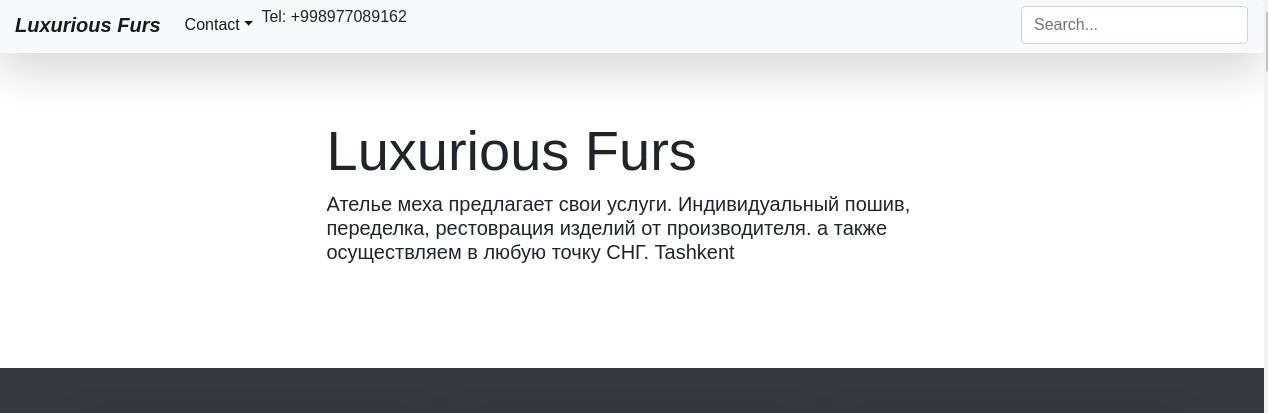 Luxurious Furs
Contact
Tel: +998977089162
Search...
Luxurious Furs
Ателье меха предлагает свои услуги. Индивидуальный пошив,
переделка, рестоврация изделий от производителя. а также
осуществляем в любую точку СНГ. Tashkent